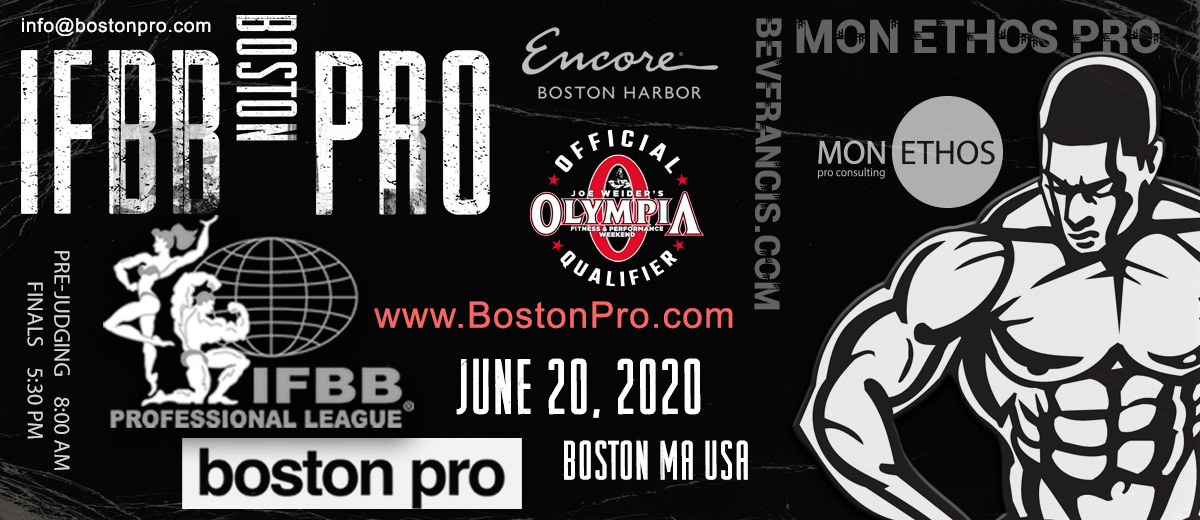 info@bostonpro.com
IFBB
BOSTON
PRO
Encore®
BOSTON HARBOR
OFFICIAL
JOE WEIDER'S
OLYMPIA
FITNESS & PERFORMANCE
WEEKEND
QUALIFIER
BEVFRANCIS.COM
MON ETHOS PRO
MON ETHOS
pro consulting
PRE-JUDGING 8:00 AM
FINALS 5:30 PM
IFBB
PROFESSIONAL LEAGUE®
www.BostonPro.com
JUNE 20, 2020
BOSTON MA USA
boston pro